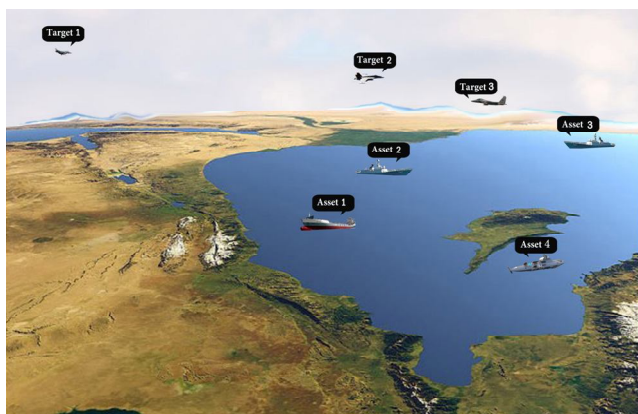 Target 1
Target 2
Target 3
Asset 3
Asset 2
Asset 1
Asset 4